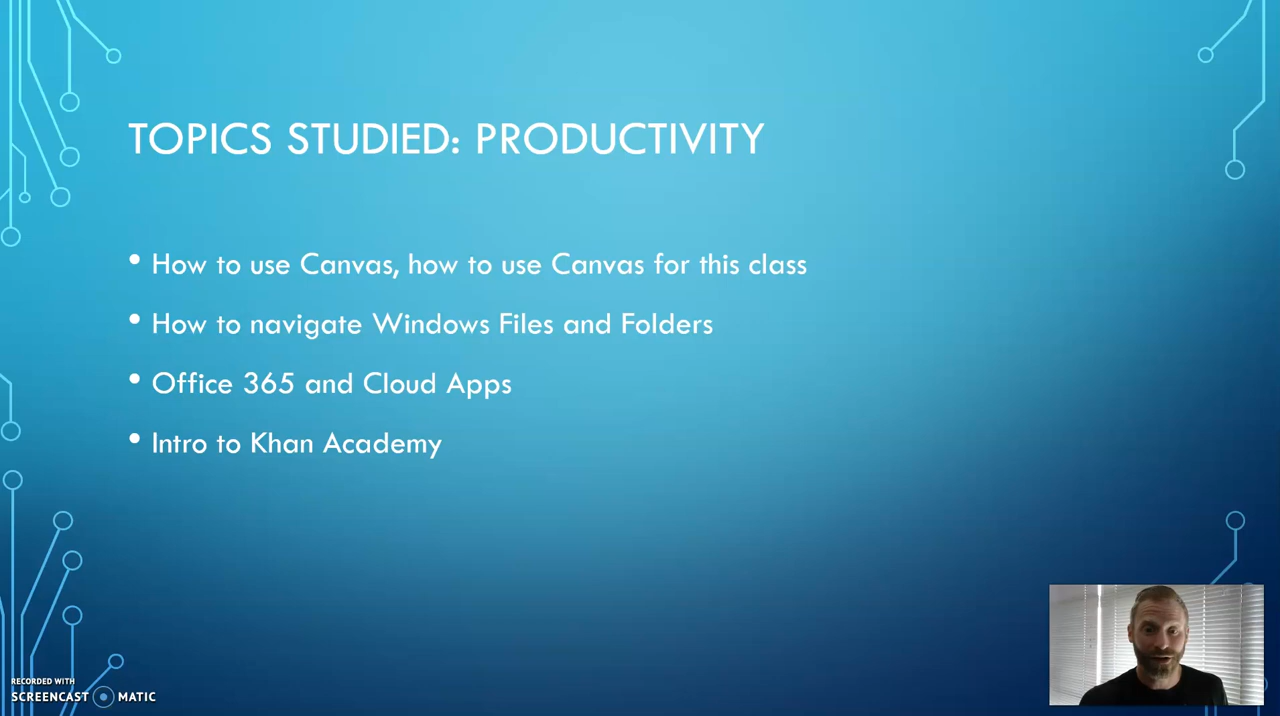 TOPICS STUDIED: PRODUCTIVITY
• How to use Canvas, how to use Canvas for this class
• How to navigate Windows Files and Folders
• Office 365 and Cloud Apps
• Intro to Khan Academy
RECORDED WITH
SCREENCAST MATIC